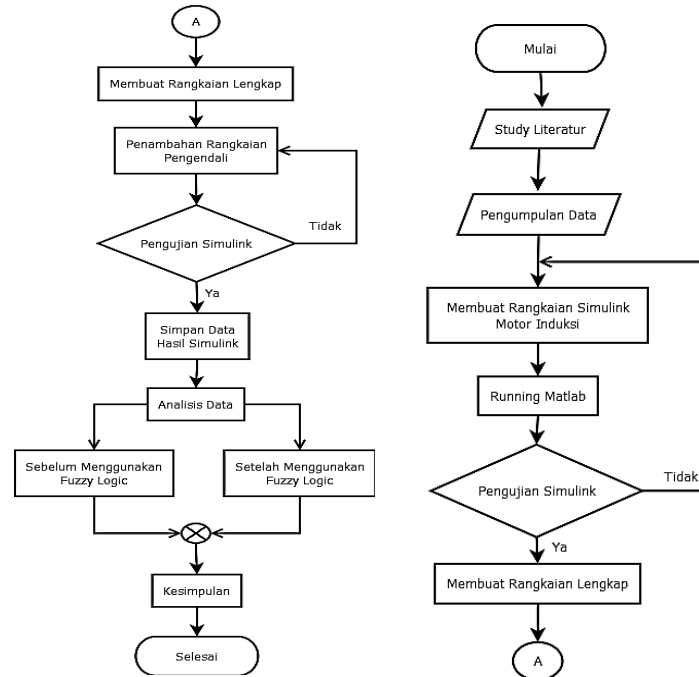 A
Membuat Rangkaian Lengkap
Penambahan Rangkaian
Pengendali
Pengujian Simulink
Tidak
Ya
Simpan Data
Hasil Simulink
Analisis Data
Sebelum Menggunakan
Fuzzy Logic
Setelah Menggunakan
Fuzzy Logic
Kesimpulan
Selesai
Mulai
Study Literatur
Pengumpulan Data
Membuat Rangkaian Simulink
Motor Induksi
Running Matlab
Pengujian Simulink
Tidak
Ya
Membuat Rangkaian Lengkap
A